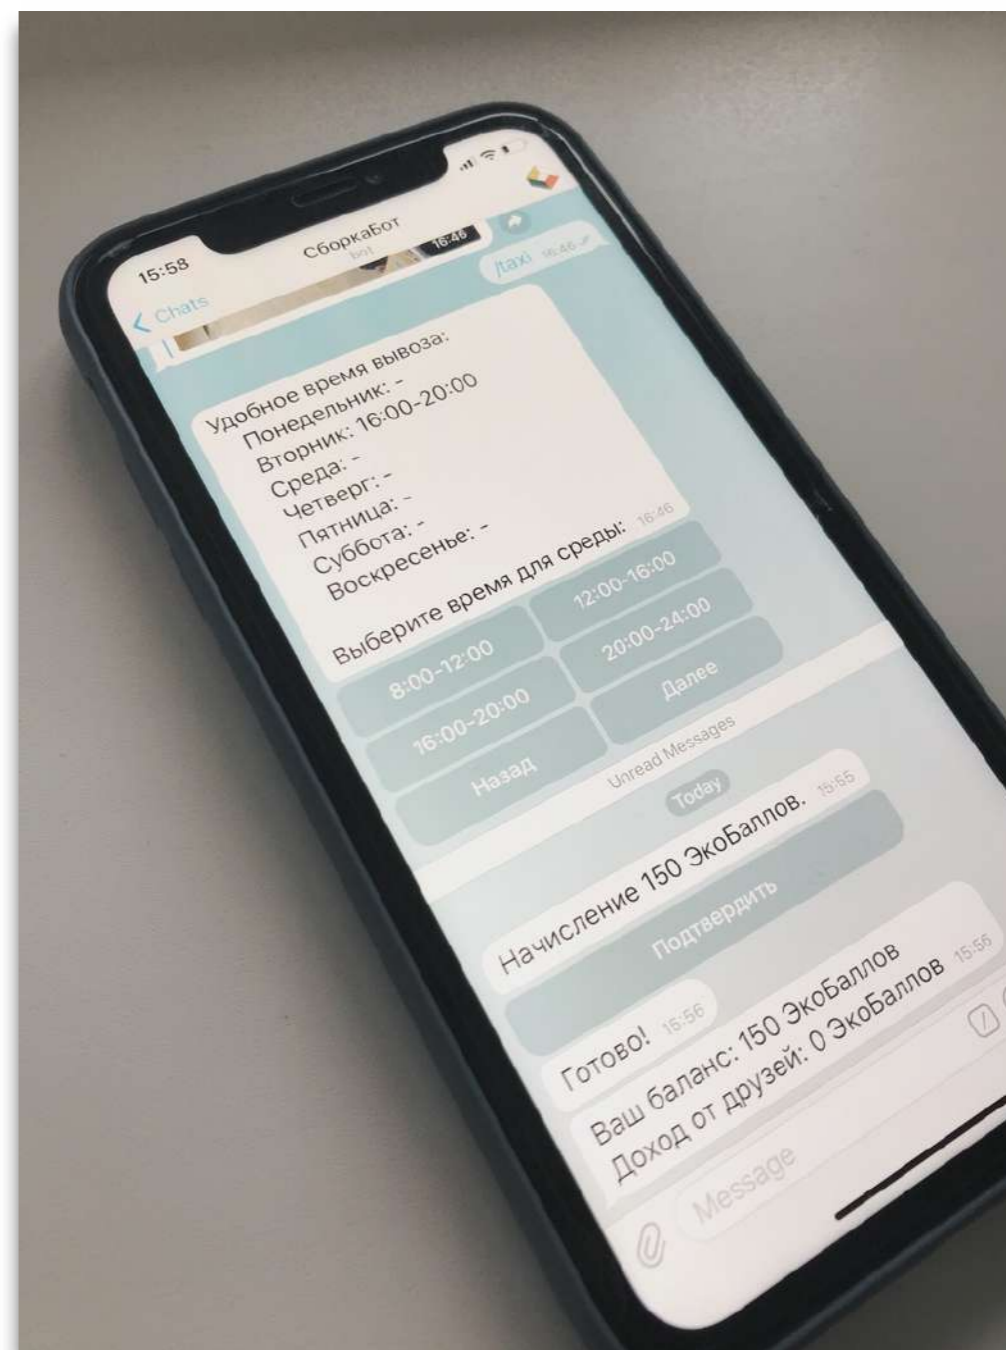 15:58
СборкаБот
bot
Chats
16:46
/taxi 16:46
Удобное время вывоза:
Понедельник: -
Вторник: 16:00-20:00
Среда: -
Четверг: -
Пятница: -
Суббота: -
Воскресенье: -
Выберите время для среды: 16:46
8:00-12:00 12:00-16:00
16:00-20:00 20:00-24:00
Назад Далее
Unread Messages
Today
Начисление 150 ЭкоБаллов. 15:55
Подтвердить
Готово! 15:56
Ваш баланс: 150 ЭкоБаллов
Доход от друзей: 0 ЭкоБаллов 15:56
Message